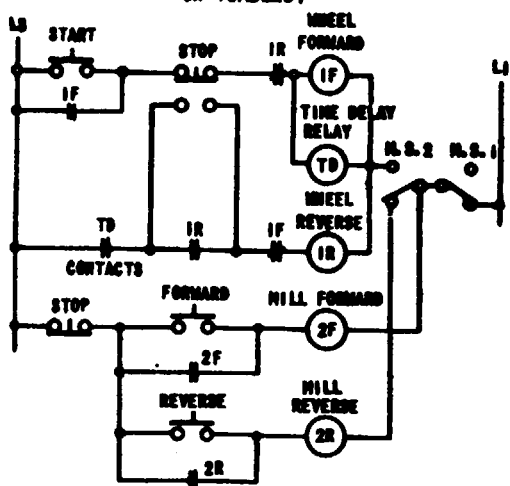 L3
START
STOP
1R
WHEEL
FORWARD
1F
L1
1F
TIME DELAY
RELAY
TD
M.S.2
M.S.1
TD
CONTACTS
1R
1F
WHEEL
REVERSE
1R
STOP
FORWARD
MILL FORWARD
2F
2F
REVERSE
MILL
REVERSE
2R
2R